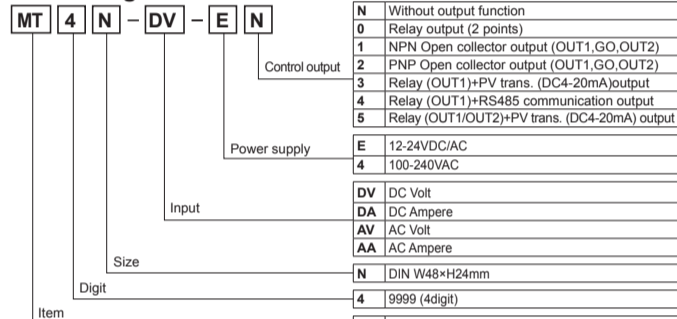 MT 4 N – DV – E N
Control output
N Without output function
0 Relay output (2 points)
1 NPN Open collector output (OUT1,GO,OUT2)
2 PNP Open collector output (OUT1,GO,OUT2)
3 Relay (OUT1)+PV trans. (DC4-20mA)output
4 Relay (OUT1)+RS485 communication output
5 Relay (OUT1/OUT2)+PV trans. (DC4-20mA) output
Power supply
E 12-24VDC/AC
4 100-240VAC
Input
DV DC Volt
DA DC Ampere
AV AC Volt
AA AC Ampere
Size
N DIN W48×H24mm
Digit
4 9999 (4digit)
Item